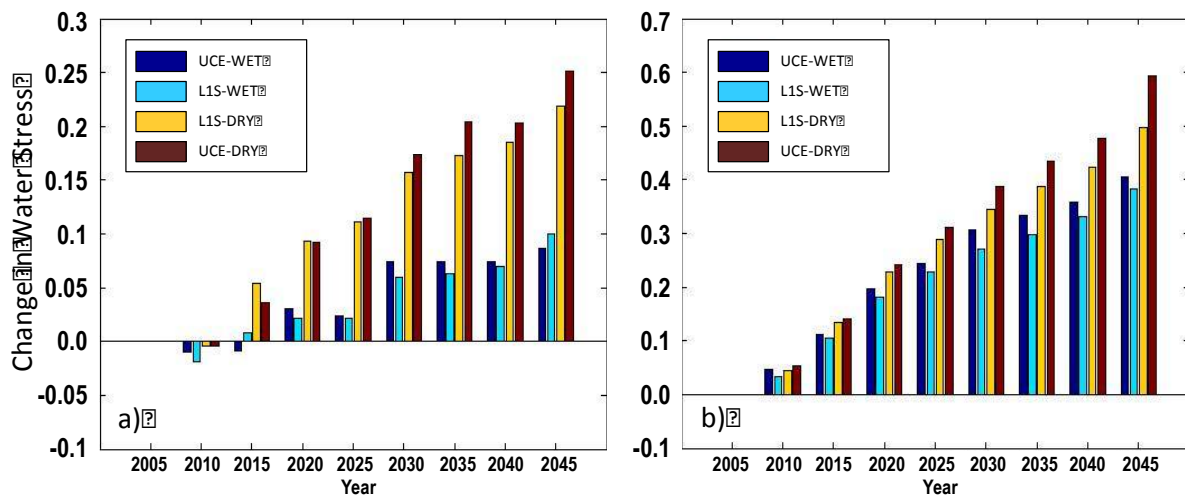 Change⍰in⍰Water⍰Stress⍰
0.3
0.25
0.2
0.15
0.1
0.05
0.0
-0.05
-0.1
UCE-WET⍰
L1S-WET⍰
L1S-DRY⍰
UCE-DRY⍰
a)⍰
2005 2010 2015 2020 2025 2030 2035 2040 2045
Year
0.7
0.6
0.5
0.4
0.3
0.2
0.1
0.0
-0.1
UCE-WET⍰
L1S-WET⍰
L1S-DRY⍰
UCE-DRY⍰
b)⍰
2005 2010 2015 2020 2025 2030 2035 2040 2045
Year